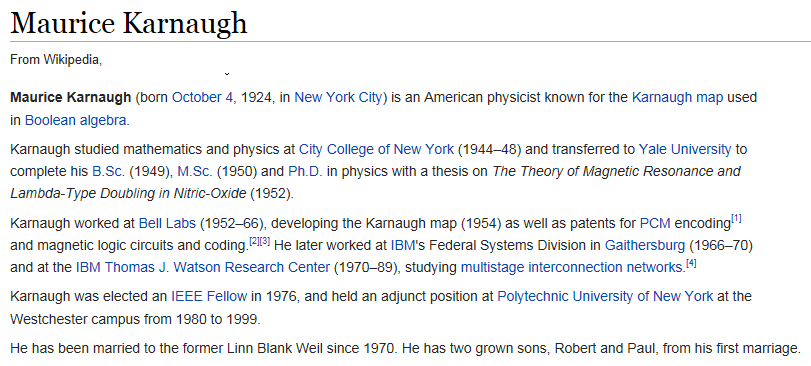 Maurice Karnaugh
From Wikipedia,
Maurice Karnaugh (born October 4, 1924, in New York City) is an American physicist known for the Karnaugh map used
in Boolean algebra.
Karnaugh studied mathematics and physics at City College of New York (1944–48) and transferred to Yale University to
complete his B.Sc. (1949), M.Sc. (1950) and Ph.D. in physics with a thesis on The Theory of Magnetic Resonance and
Lambda-Type Doubling in Nitric-Oxide (1952).
Karnaugh worked at Bell Labs (1952–66), developing the Karnaugh map (1954) as well as patents for PCM encoding[1]
and magnetic logic circuits and coding.[2][3] He later worked at IBM's Federal Systems Division in Gaithersburg (1966–70)
and at the IBM Thomas J. Watson Research Center (1970–89), studying multistage interconnection networks.[4]
Karnaugh was elected an IEEE Fellow in 1976, and held an adjunct position at Polytechnic University of New York at the
Westchester campus from 1980 to 1999.
He has been married to the former Linn Blank Weil since 1970. He has two grown sons, Robert and Paul, from his first marriage.